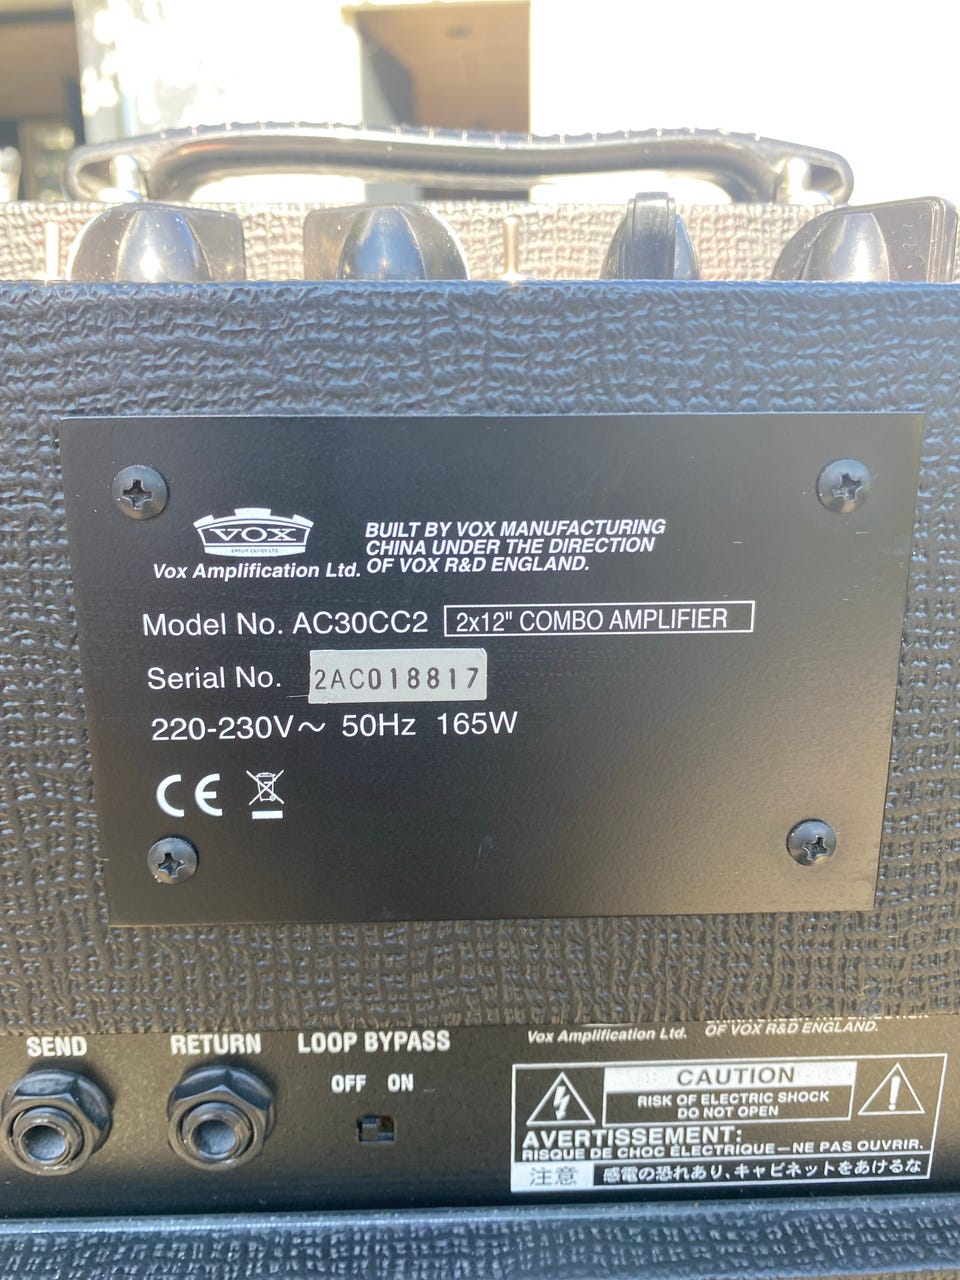 VOX
Vox Amplification Ltd.
BUILT BY VOX MANUFACTURING
CHINA UNDER THE DIRECTION
OF VOX R&D ENGLAND.
Model No. AC30CC2 2x12" COMBO AMPLIFIER
Serial No. 2AC018817
220-230V~ 50Hz 165W
CE
SEND
RETURN
LOOP BYPASS
OFF ON
Vox Amplification Ltd.
OF VOX R&D ENGLAND.
CAUTION
RISK OF ELECTRIC SHOCK
DO NOT OPEN
AVERTISSEMENT:
RISQUE DE CHOC ÉLECTRIQUE—NE PAS OUVRIR.
注意 感電の恐れあり、キャビネットをあけるな